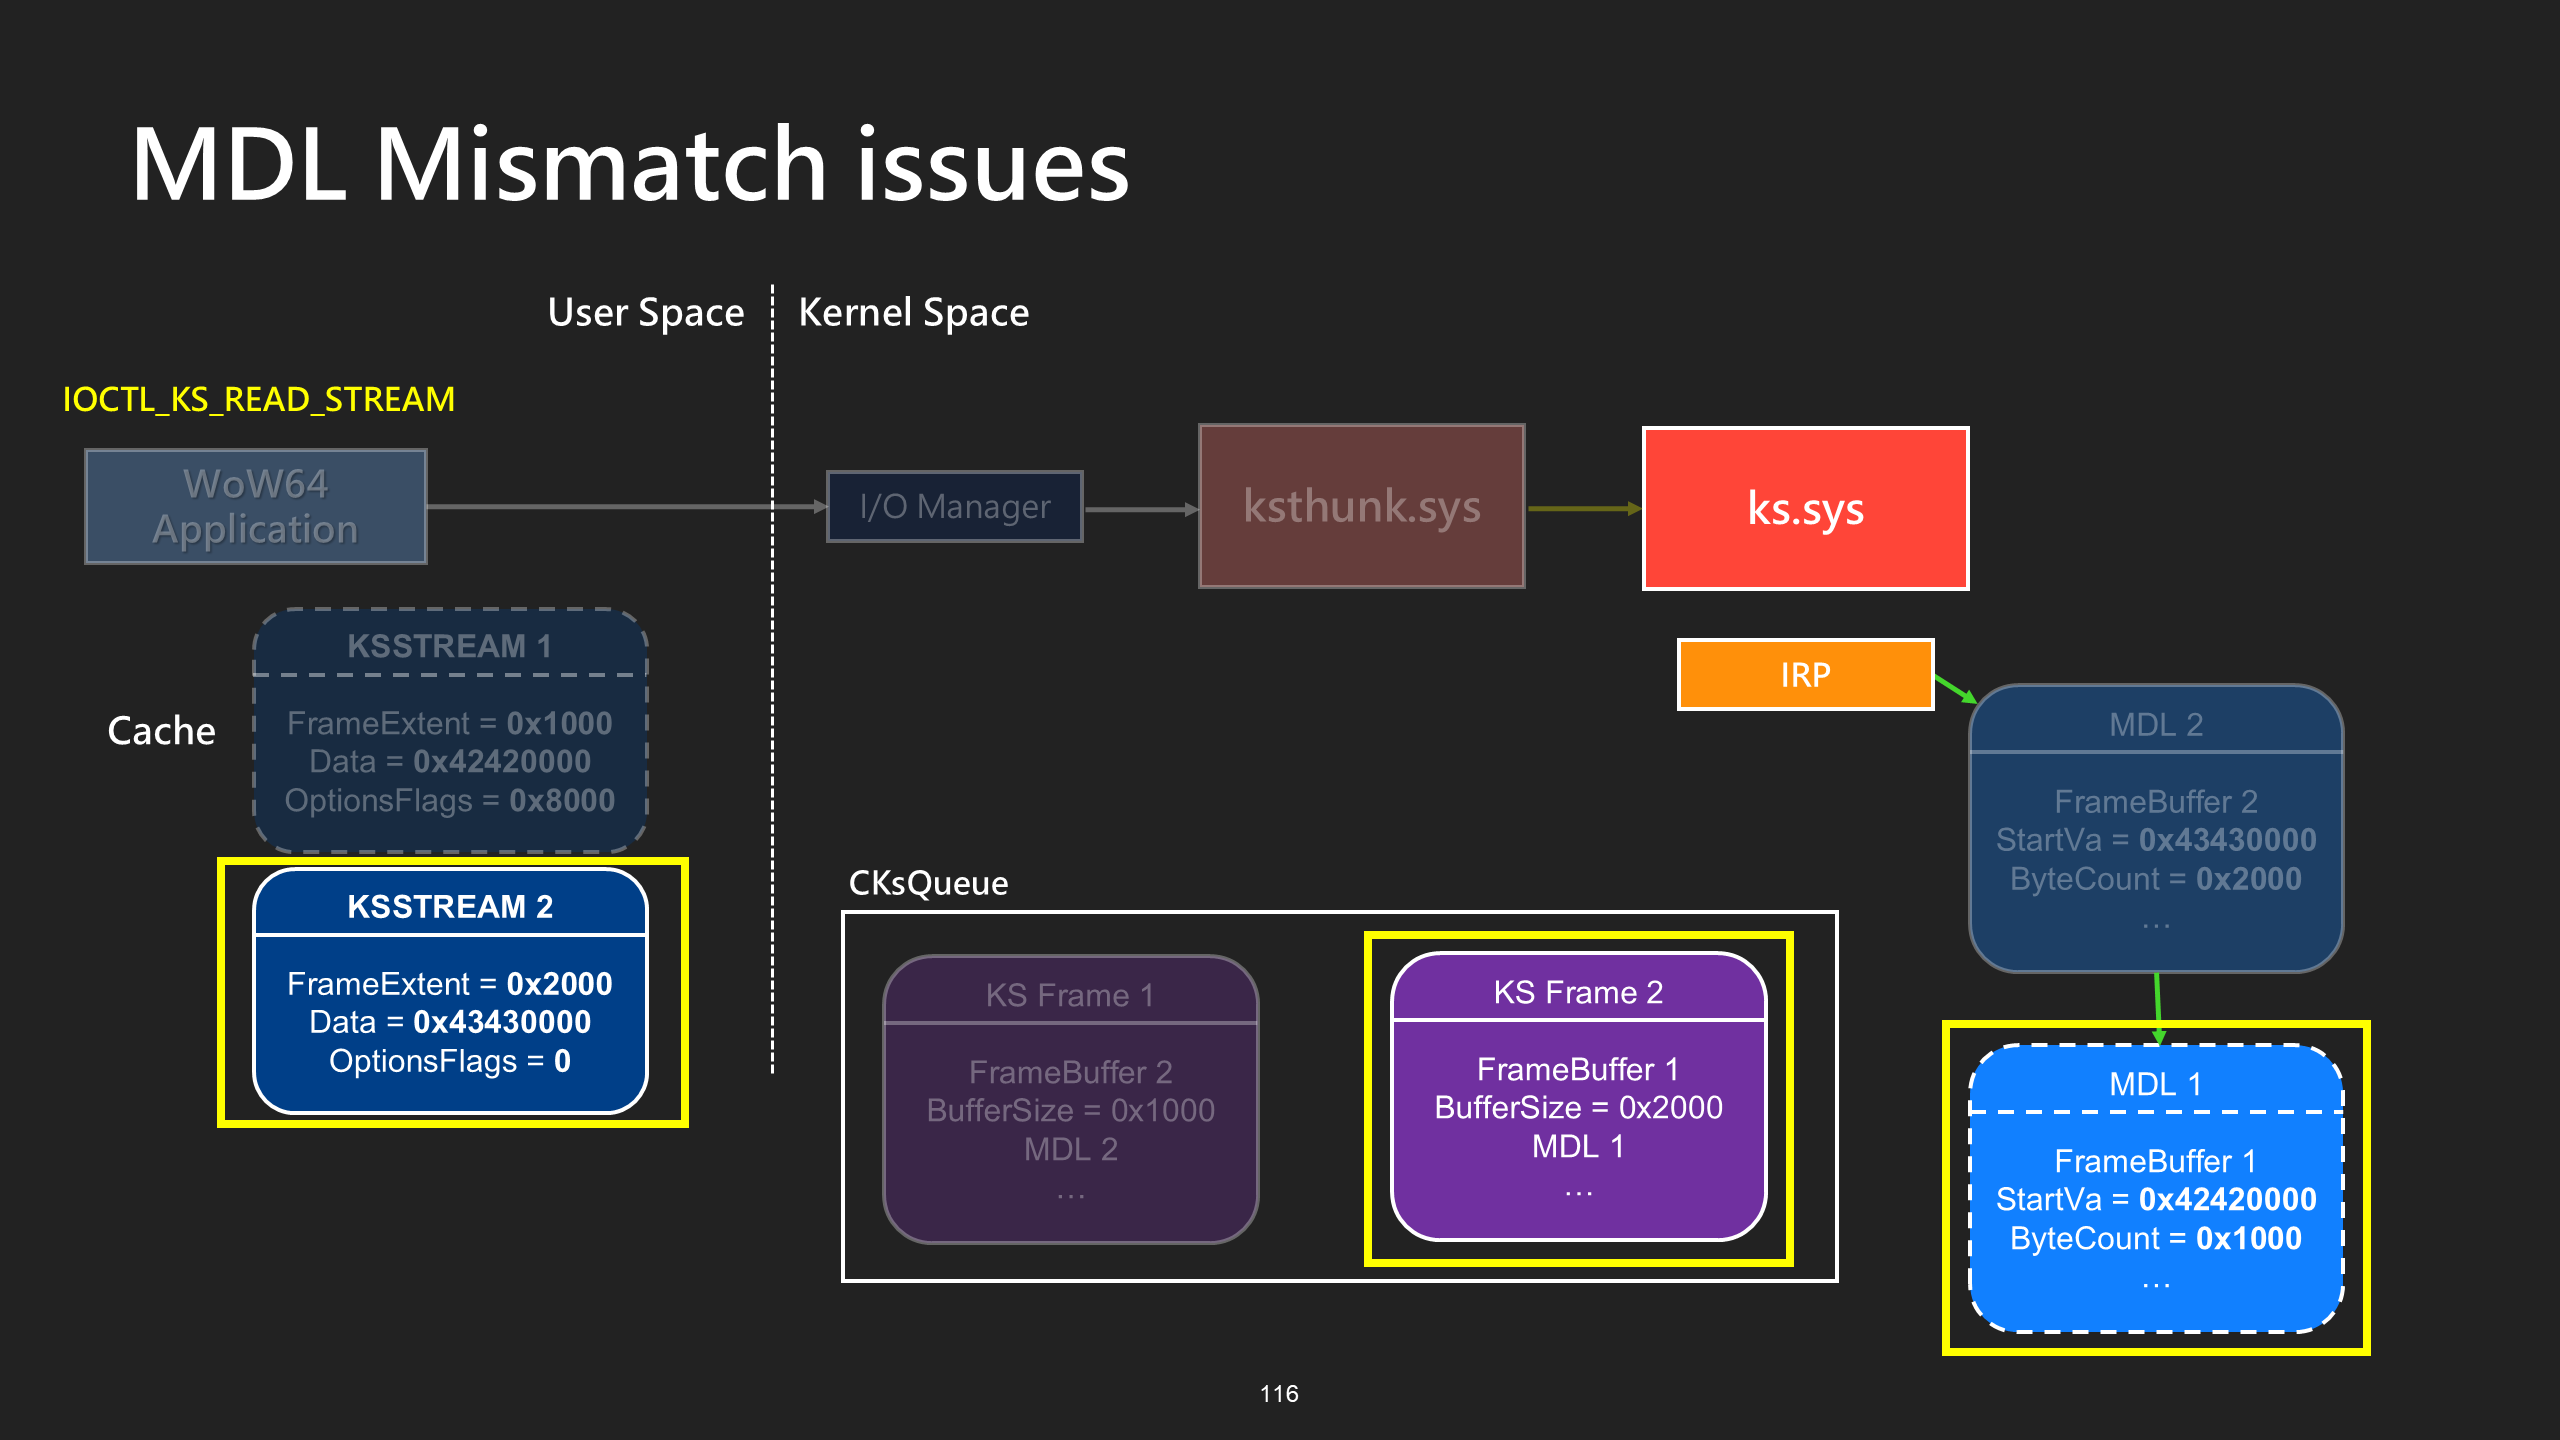 MDL Mismatch issues
User Space
Kernel Space
IOCTL_KS_READ_STREAM
WoW64
Application
I/O Manager
ksthunk.sys
ks.sys
IRP
Cache
KSSTREAM 1
FrameExtent = 0x1000
Data = 0x42420000
OptionsFlags = 0x8000
KSSTREAM 2
FrameExtent = 0x2000
Data = 0x43430000
OptionsFlags = 0
CKsQueue
KS Frame 1
FrameBuffer 2
BufferSize = 0x1000
MDL 2
…
KS Frame 2
FrameBuffer 1
BufferSize = 0x2000
MDL 1
…
MDL 2
FrameBuffer 2
StartVa = 0x43430000
ByteCount = 0x2000
…
MDL 1
FrameBuffer 1
StartVa = 0x42420000
ByteCount = 0x1000
…
116